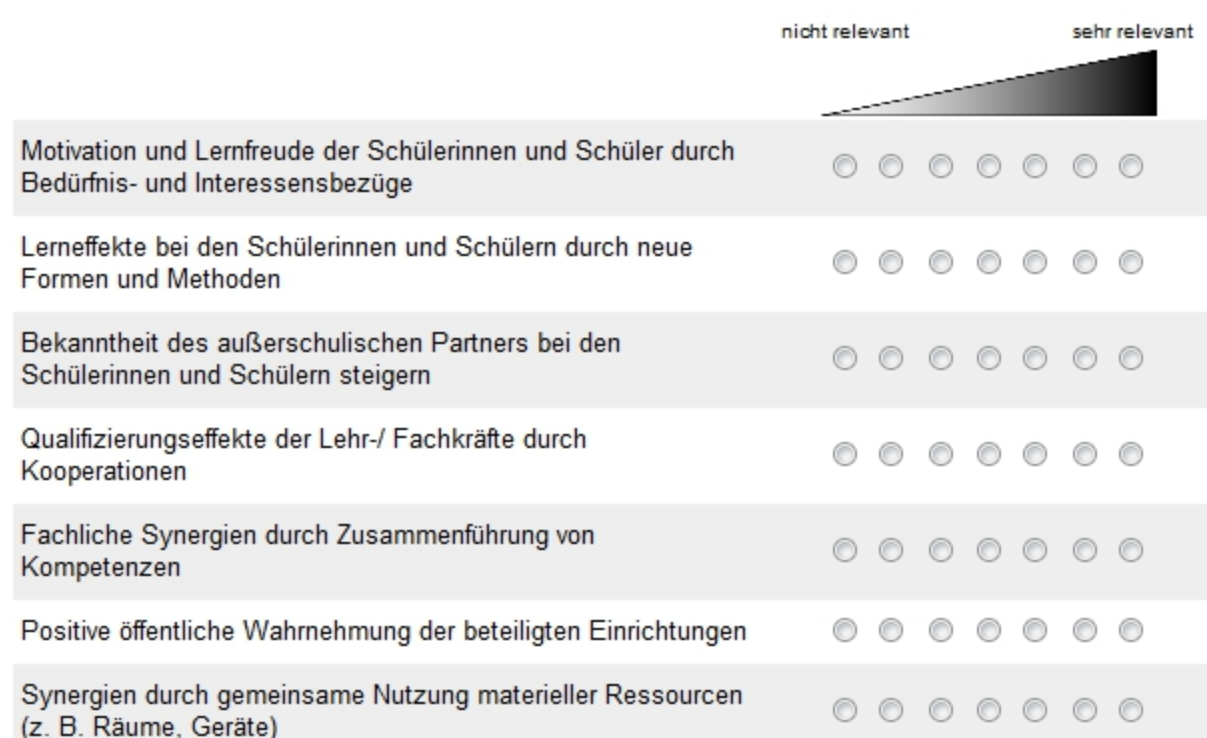 nicht relevant sehr relevant
Motivation und Lernfreude der Schülerinnen und Schüler durch
Bedürfnis- und Interessensbezüge
Lerneffekte bei den Schülerinnen und Schülern durch neue
Formen und Methoden
Bekanntheit des außerschulischen Partners bei den
Schülerinnen und Schülern steigern
Qualifizierungseffekte der Lehr-/ Fachkräfte durch
Kooperationen
Fachliche Synergien durch Zusammenführung von
Kompetenzen
Positive öffentliche Wahrnehmung der beteiligten Einrichtungen
Synergien durch gemeinsame Nutzung materieller Ressourcen
(z. B. Räume, Geräte)